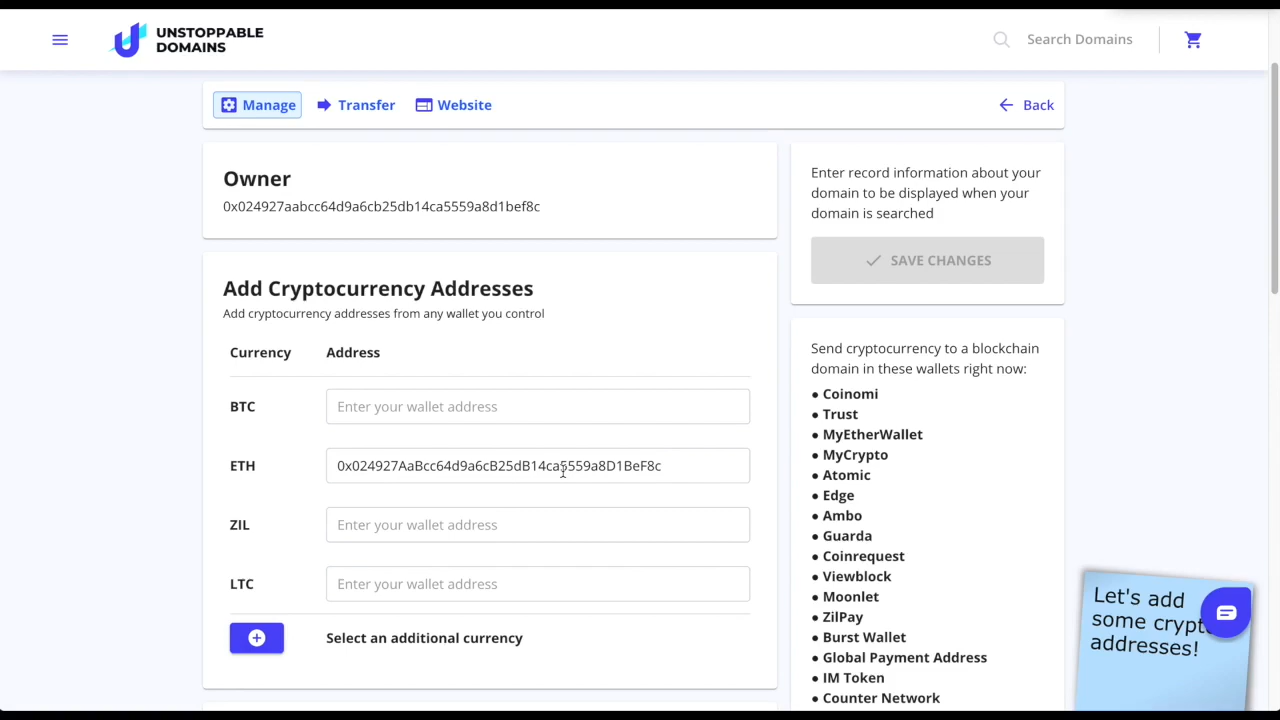 UNSTOPPABLE
DOMAINS
Search Domains
Manage
Transfer
Website
Back
Owner
0x024927aabcc64d9a6cb25db14ca5559a8d1bef8c
Add Cryptocurrency Addresses
Add cryptocurrency addresses from any wallet you control
Currency Address
BTC Enter your wallet address
ETH 0x024927AaBcc64d9a6cB25dB14ca5559a8D1BeF8c
ZIL Enter your wallet address
LTC Enter your wallet address
Select an additional currency
Enter record information about your
domain to be displayed when your
domain is searched
SAVE CHANGES
Send cryptocurrency to a blockchain
domain in these wallets right now:
• Coinomi
• Trust
• MyEtherWallet
• MyCrypto
• Atomic
• Edge
• Ambo
• Guarda
• Coinrequest
• Viewblock
• Moonlet
• ZilPay
• Burst Wallet
• Global Payment Address
• IM Token
• Counter Network
Let's add
some crypt
addresses!